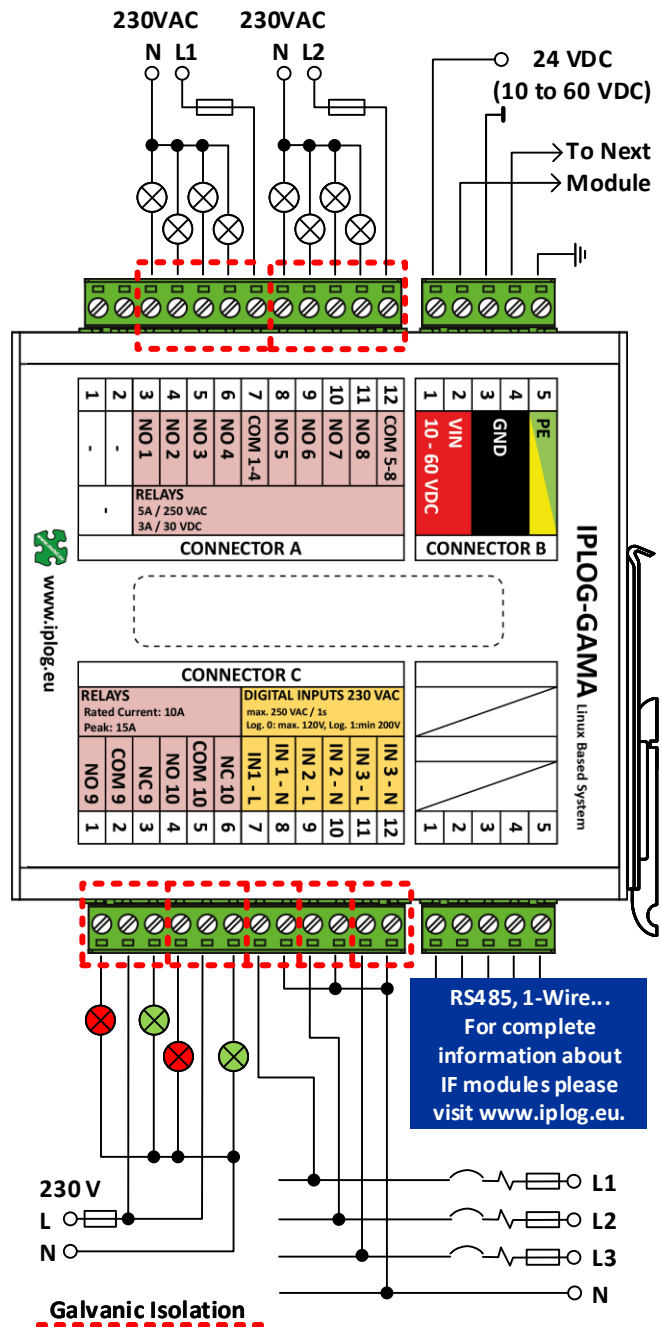 230VAC 230VAC
N L1 N L2
24 VDC
(10 to 60 VDC)
To Next
Module
1 2 3 4 5 6 7 8 9 10 11 12
- - NO 1 NO 2 NO 3 NO 4 COM 1-4 NO 5 NO 6 NO 7 NO 8 COM 5-8
-
RELAYS
5A / 250 VAC
3A / 30 VDC
CONNECTOR A
1 2 3 4 5
10 - 60 VDC
VIN
GND
PE
CONNECTOR B
www.iplog.eu
IPLOG-GAMA
Linux Based System
CONNECTOR C
RELAYS
Rated Current: 10A
Peak: 15A
DIGITAL INPUTS 230 VAC
max. 250 VAC / 1s
Log. 0: max. 120V, Log. 1:min 200V
NO 9 COM 9 NC 9 NO 10 COM 10 NC 10 IN1 - L IN 1 - N IN 2 - L IN 2 - N IN 3 - L IN 3 - N
1 2 3 4 5 6 7 8 9 10 11 12
1 2 3 4 5
RS485, 1-Wire...
For complete
information about
IF modules please
visit www.iplog.eu.
230 V
L
N
L1
L2
L3
N
Galvanic Isolation